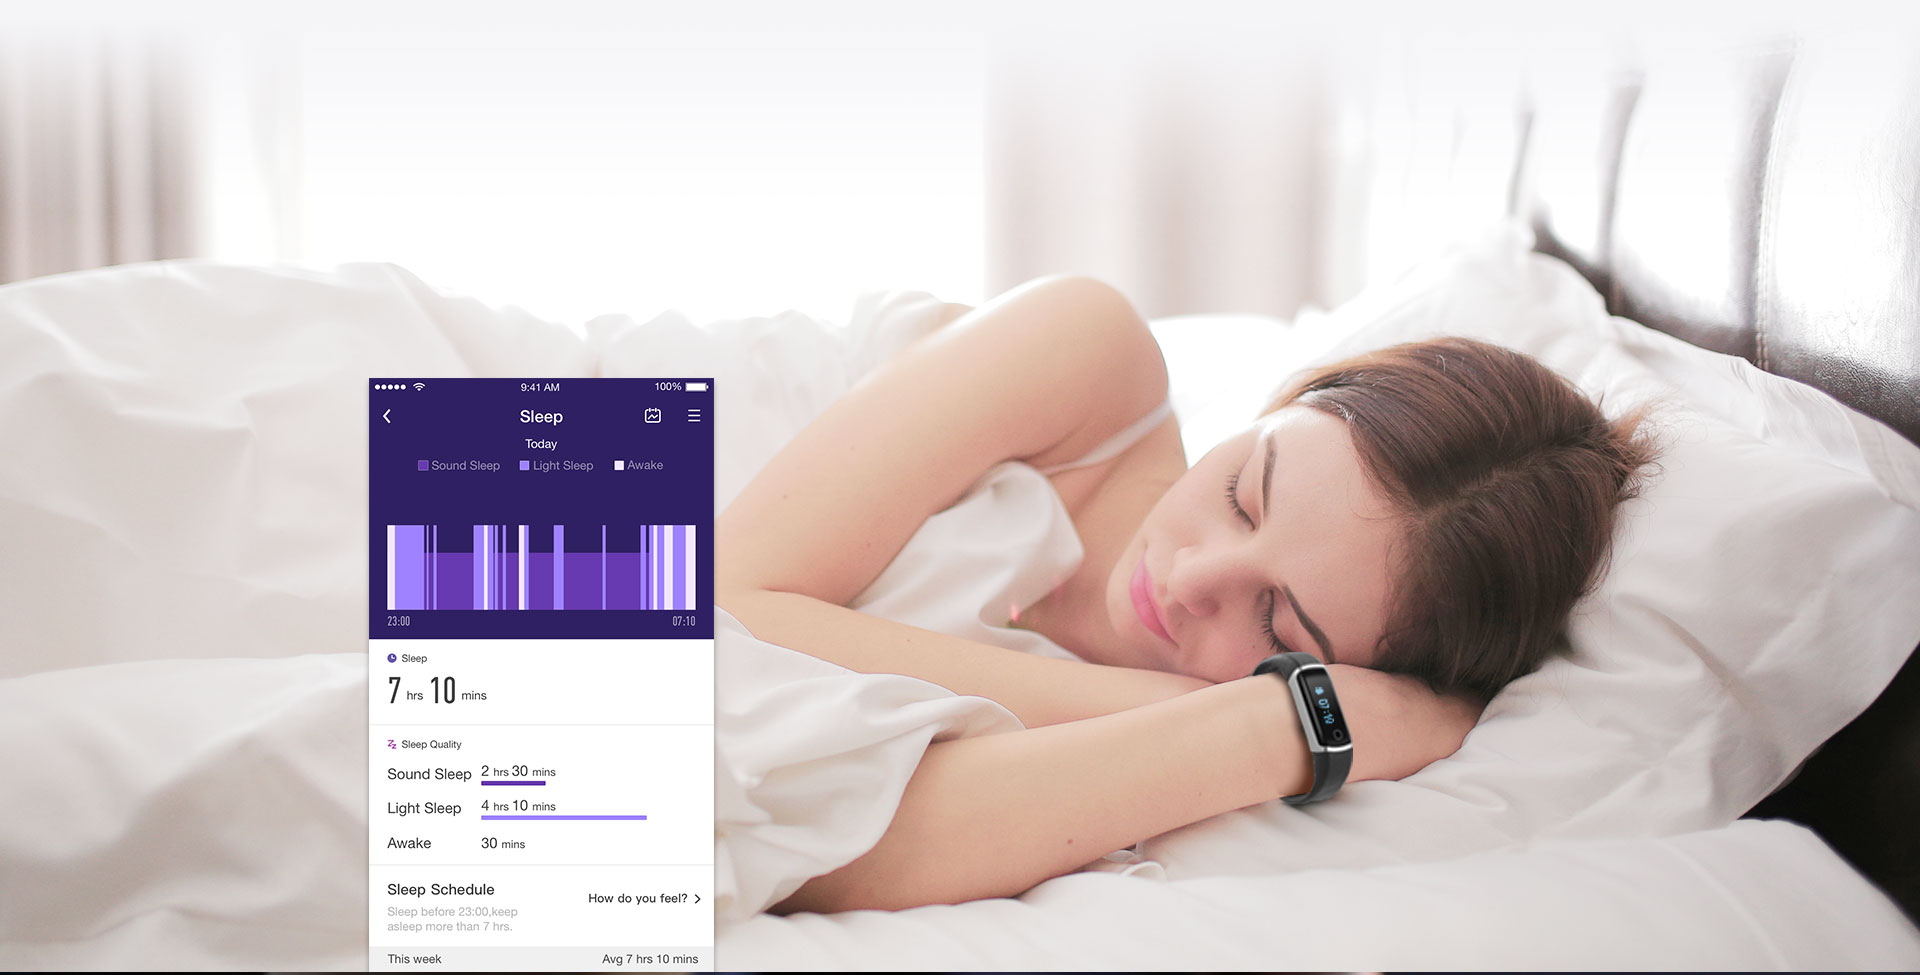 9:41 AM 100%
Sleep
Today
Sound Sleep Light Sleep Awake
23:00 07:10
Sleep
7 hrs 10 mins
Sleep Quality
Sound Sleep 2 hrs 30 mins
Light Sleep 4 hrs 10 mins
Awake 30 mins
Sleep Schedule
How do you feel?
Sleep before 23:00,keep
asleep more than 7 hrs.
This week Avg 7 hrs 10 mins
07:10